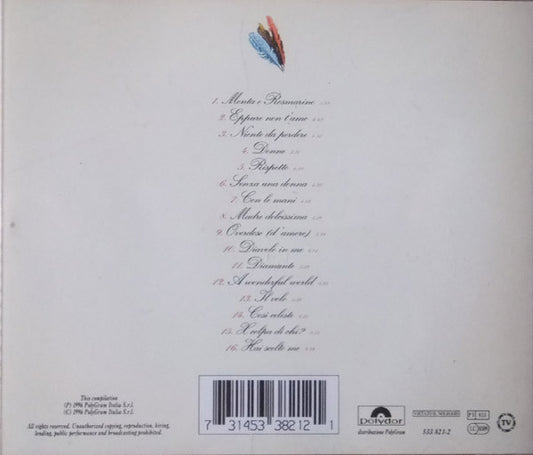 1. Menta e Rosmarino
2. Eppure non t'amo
3. Niente da perdere
4. Donne
5. Rispetto
6. Senza una donna
7. Con le mani
8. Madre dolcissima
9. Overdose (d'amore)
10. Diavolo in me
11. Diamante
12. A wonderful world
13. Il volo
14. Così celeste
15. X colpa di chi?
16. Hai scelto me
This compilation
(P) 1996 PolyGram Italia S.r.l.
(C) 1996 PolyGram Italia S.r.l.
All rights reserved. Unauthorized copying, reproduction, hiring,
lending, public performance and broadcasting prohibited.
7 31453 38212 1
Polydor
distribuzione PolyGram
533 821-2
TV